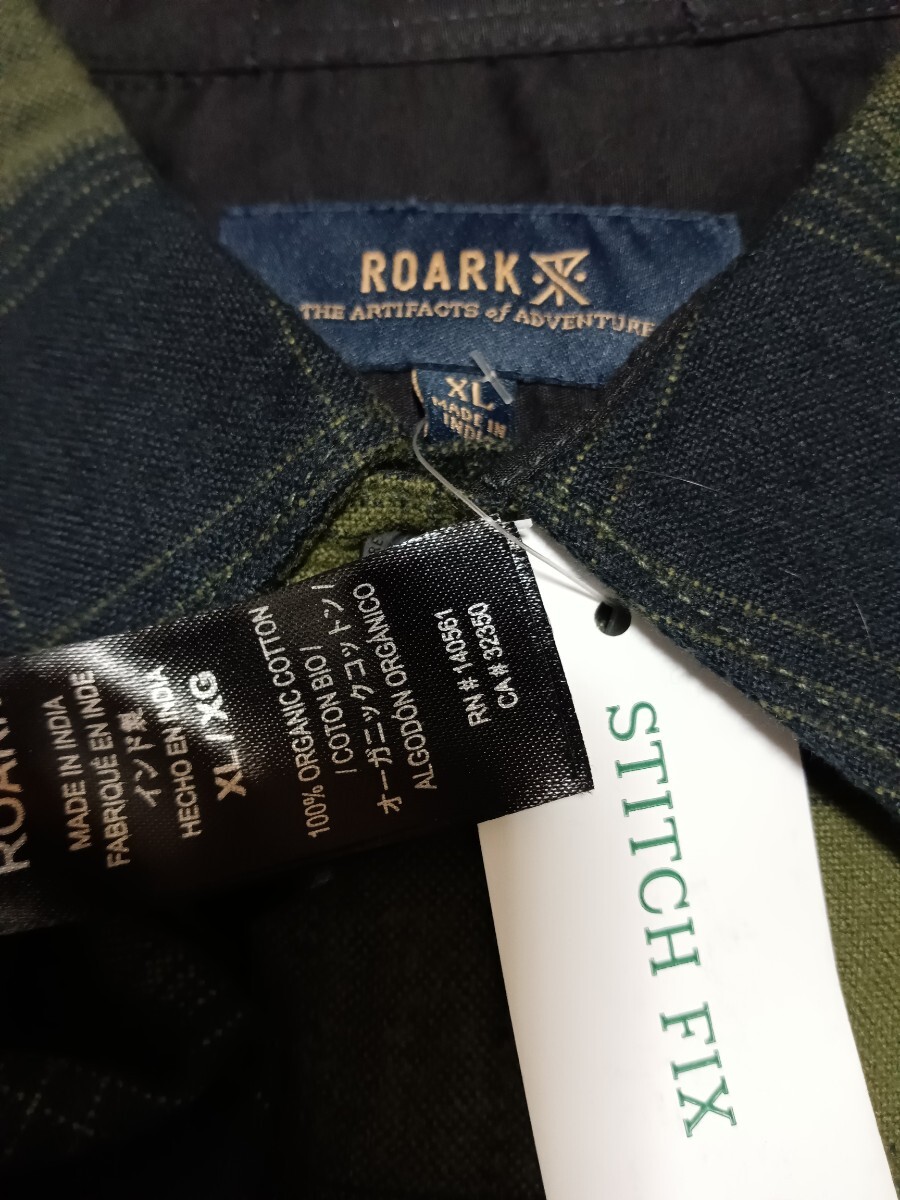 ROARK
THE ARTIFACTS of ADVENTURE
XL
MADE IN
INDIA
MADE IN INDIA
FABRIQUÉ EN INDE
インド製
HECHO EN INDIA
XL / XG
100% ORGANIC COTTON
/ COTON BIO /
オーガニックコットン /
ALGODÓN ORGÁNICO
RN # 140561
CA # 32350
STITCH FIX